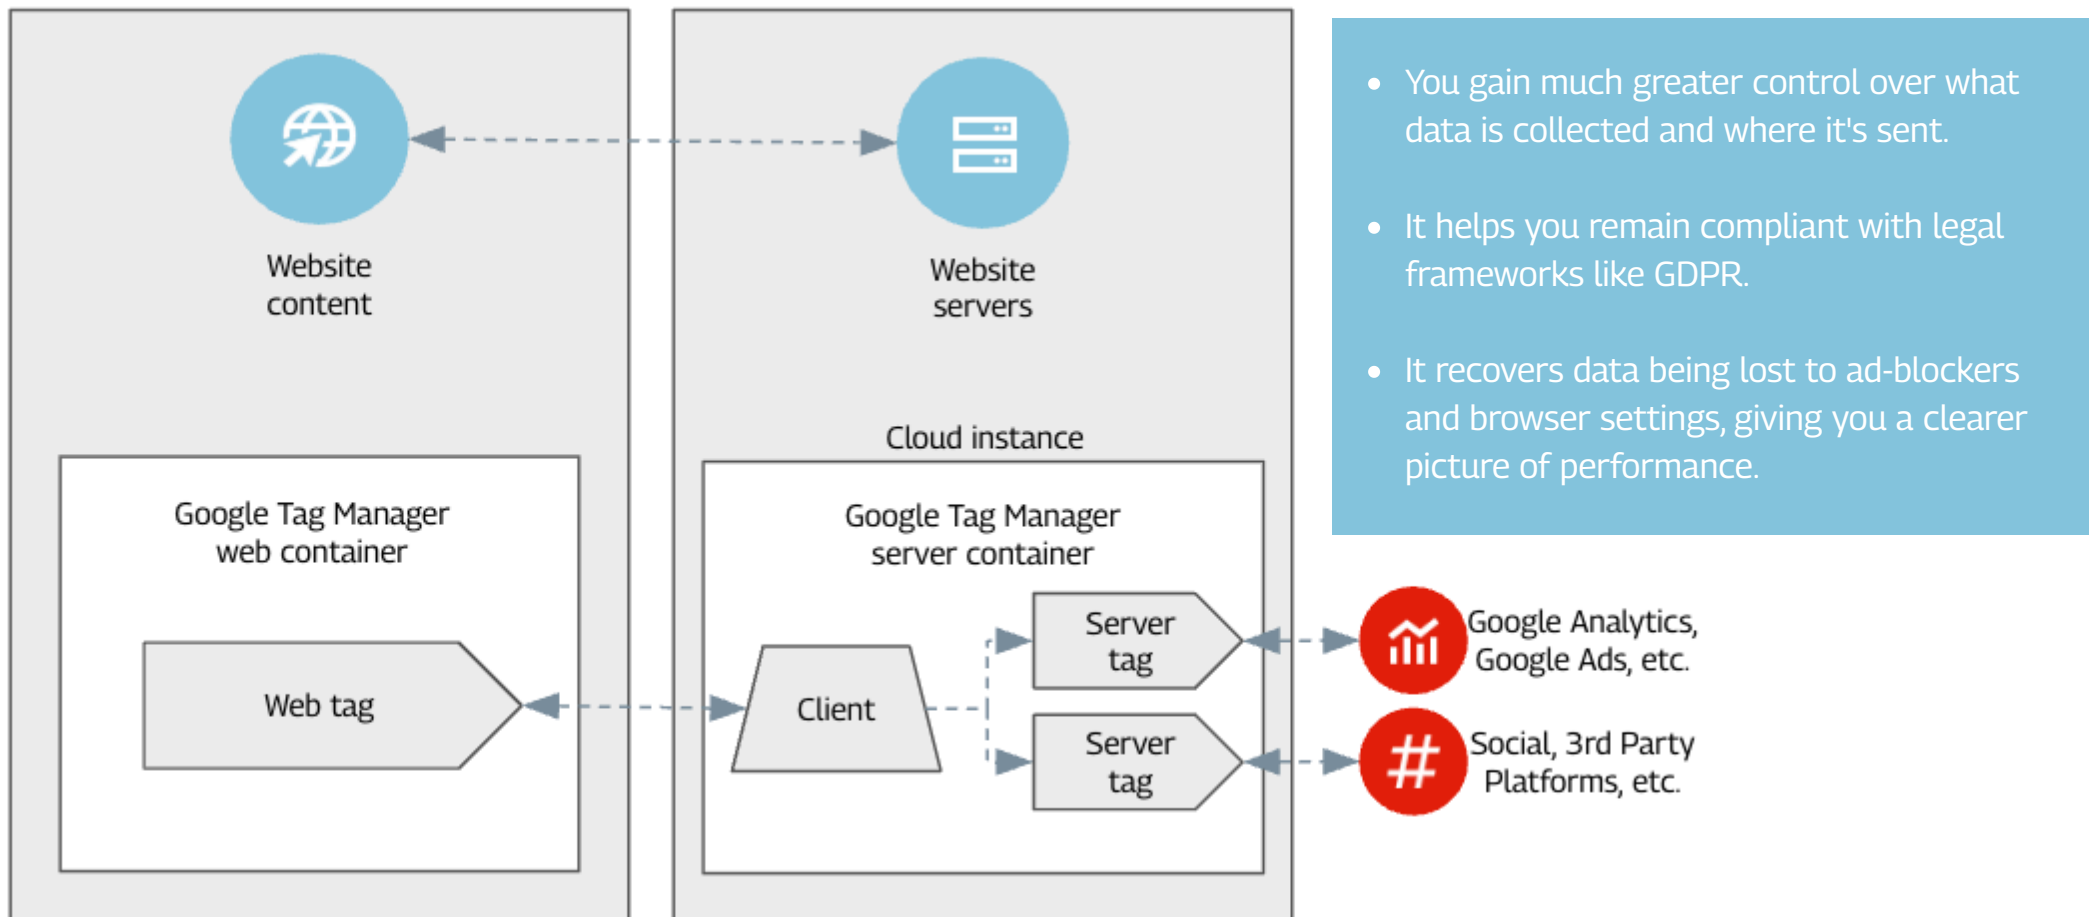 Website
content
Website
servers
Cloud instance
Google Tag Manager
web container
Web tag
Google Tag Manager
server container
Client
Server
tag
Server
tag
• You gain much greater control over what
data is collected and where it's sent.
• It helps you remain compliant with legal
frameworks like GDPR.
• It recovers data being lost to ad-blockers
and browser settings, giving you a clearer
picture of performance.
Google Analytics,
Google Ads, etc.
#
Social, 3rd Party
Platforms, etc.